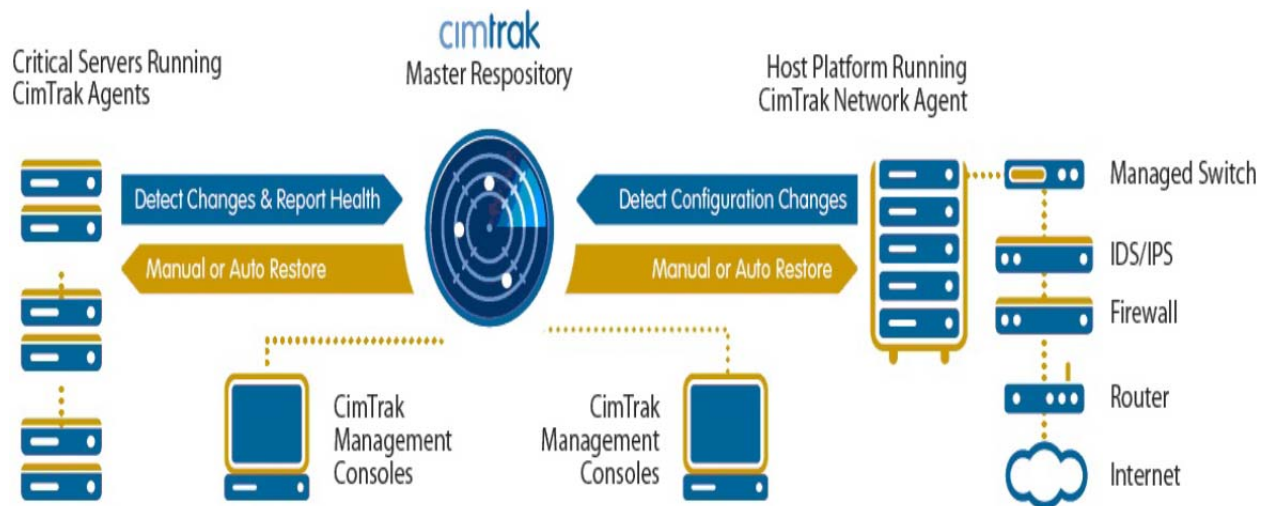 cimtrak
Master Respository
Critical Servers Running
CimTrak Agents
Host Platform Running
CimTrak Network Agent
Detect Changes & Report Health
Manual or Auto Restore
Detect Configuration Changes
Manual or Auto Restore
Managed Switch
IDS/IPS
Firewall
Router
Internet
CimTrak
Management
Consoles
CimTrak
Management
Consoles